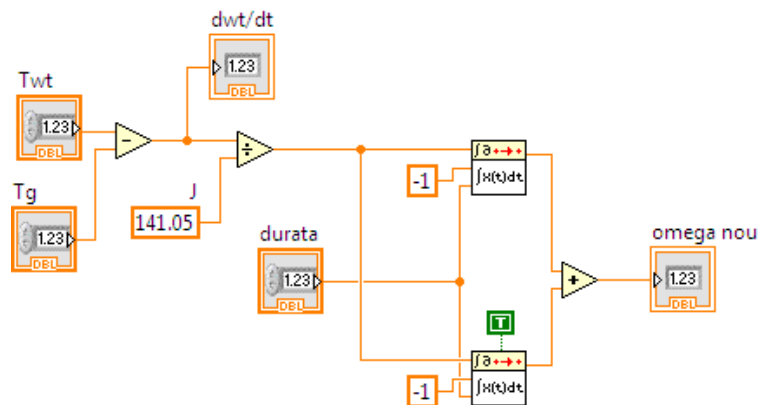 dwt/dt
1.23
DBL
Twt
1.23
DBL
−
÷
Tg
1.23
DBL
J
141.05
∫∂
-1
∫x(t)dt
durata
1.23
DBL
omega nou
1.23
DBL
+
T
∫∂
-1
∫x(t)dt